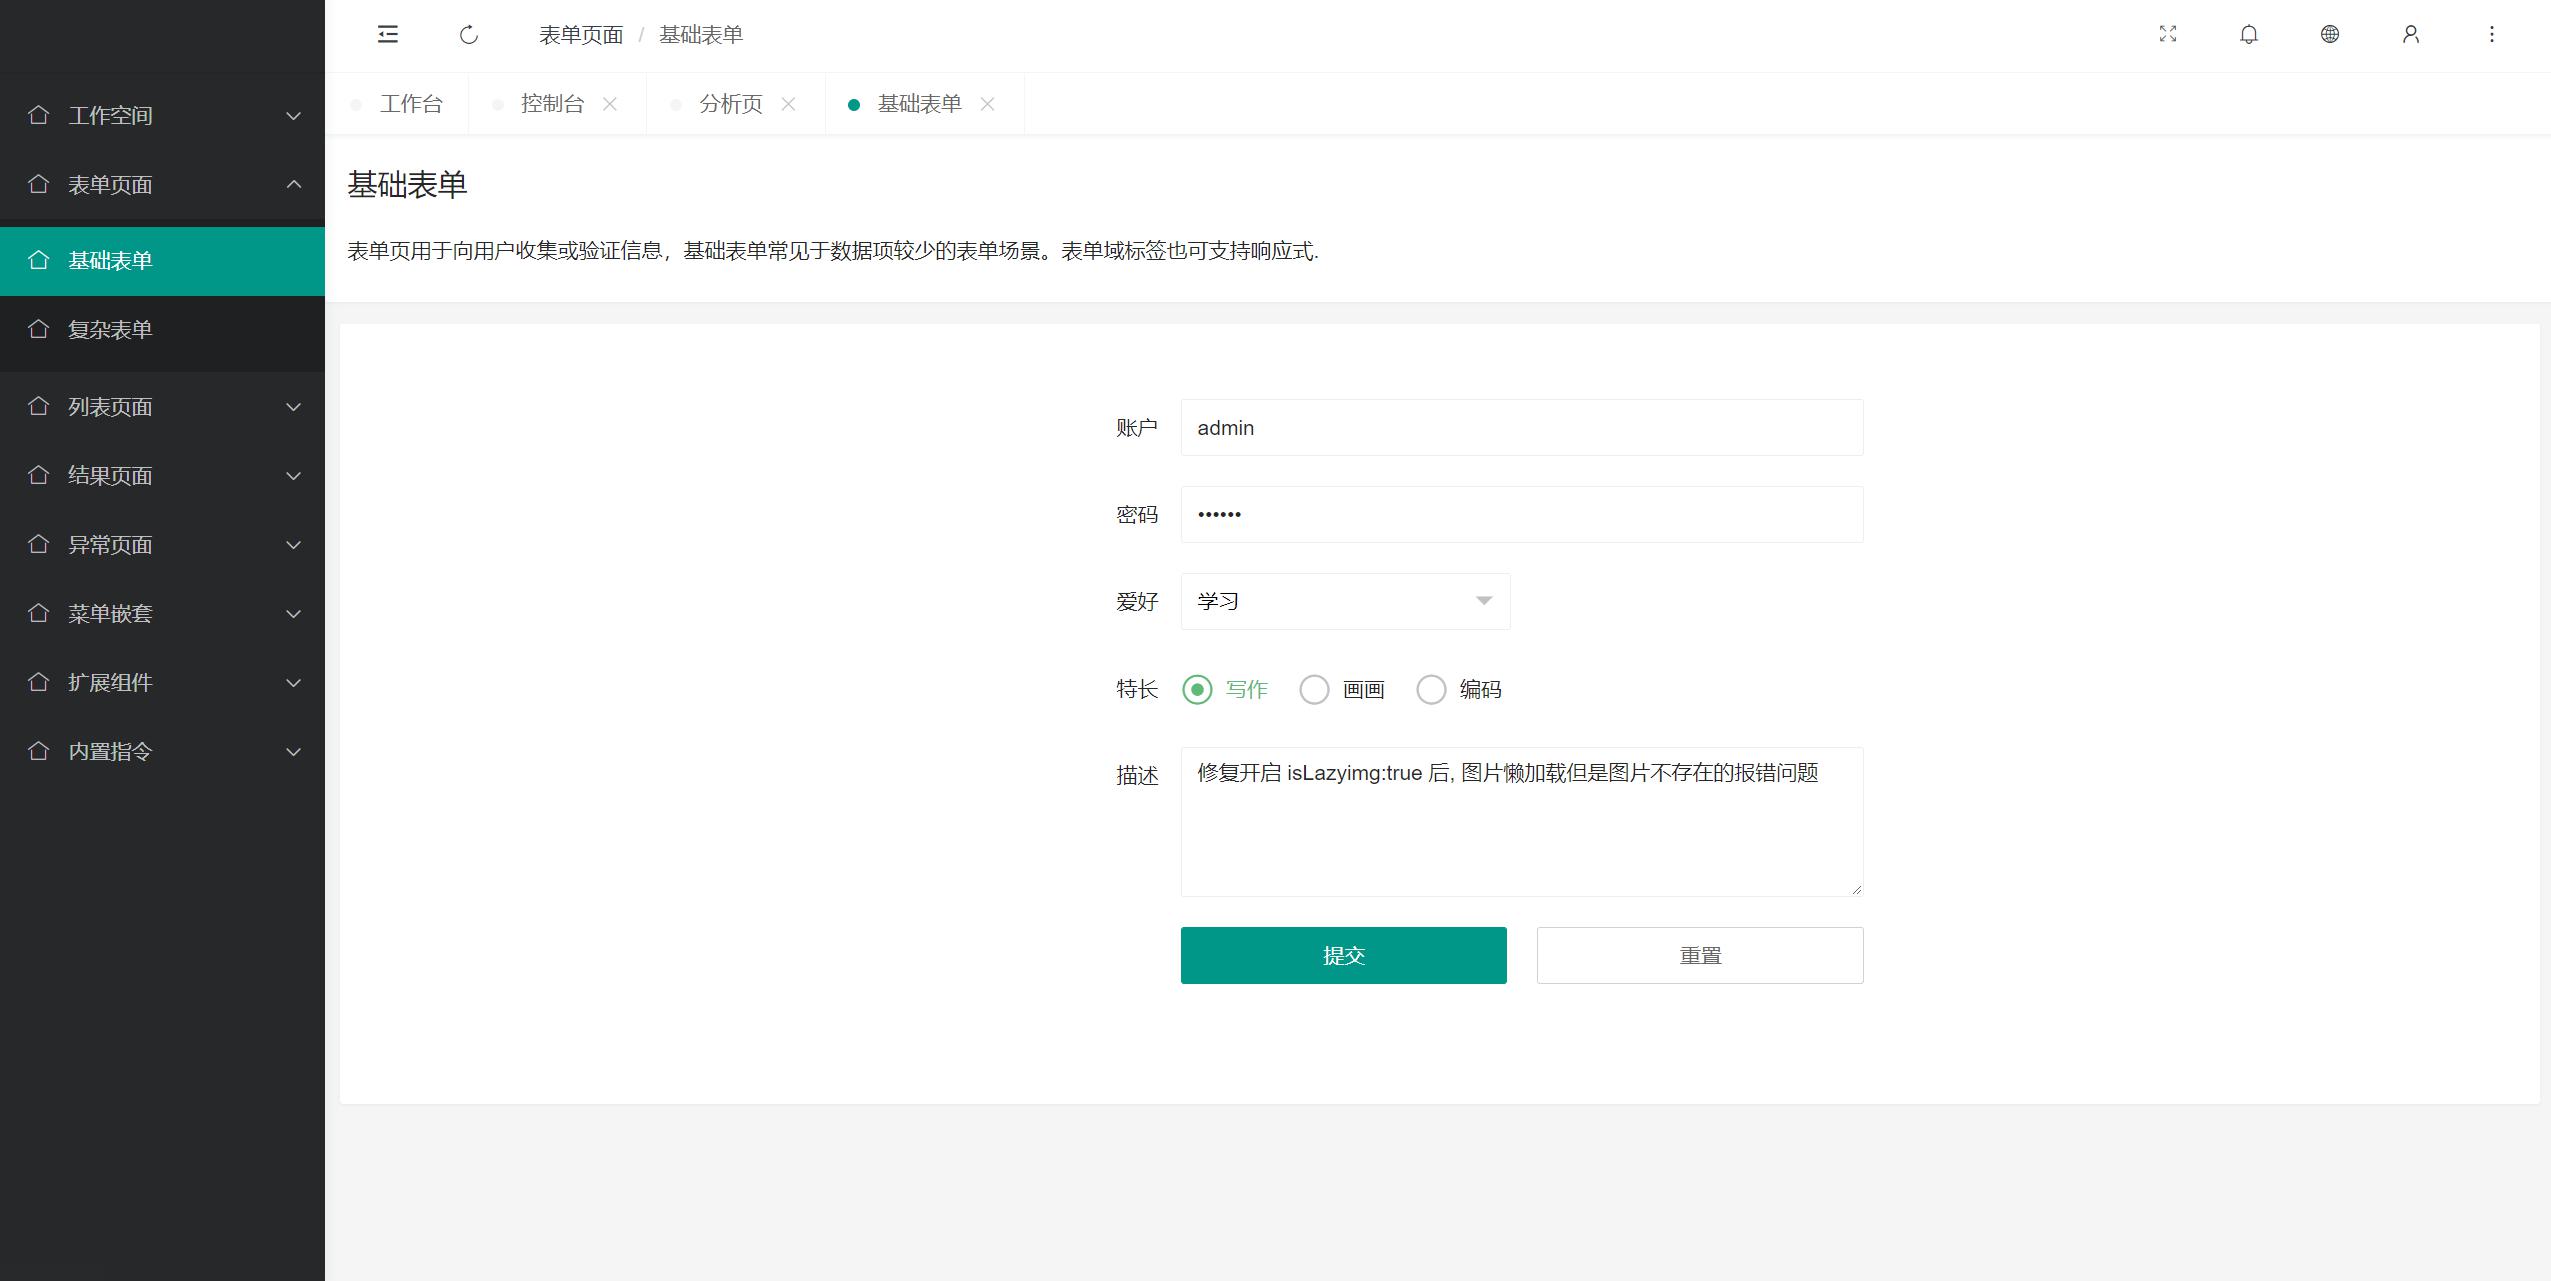 表单页面 / 基础表单
工作台 控制台 分析页 基础表单
工作空间
表单页面
基础表单
复杂表单
列表页面
结果页面
异常页面
菜单嵌套
扩展组件
内置指令
基础表单
表单页用于向用户收集或验证信息，基础表单常见于数据项较少的表单场景。表单域标签也可支持响应式.
账户 admin
密码 ••••••
爱好 学习
特长 写作 画画 编码
描述 修复开启 isLazyimg:true 后, 图片懒加载但是图片不存在的报错问题
提交 重置